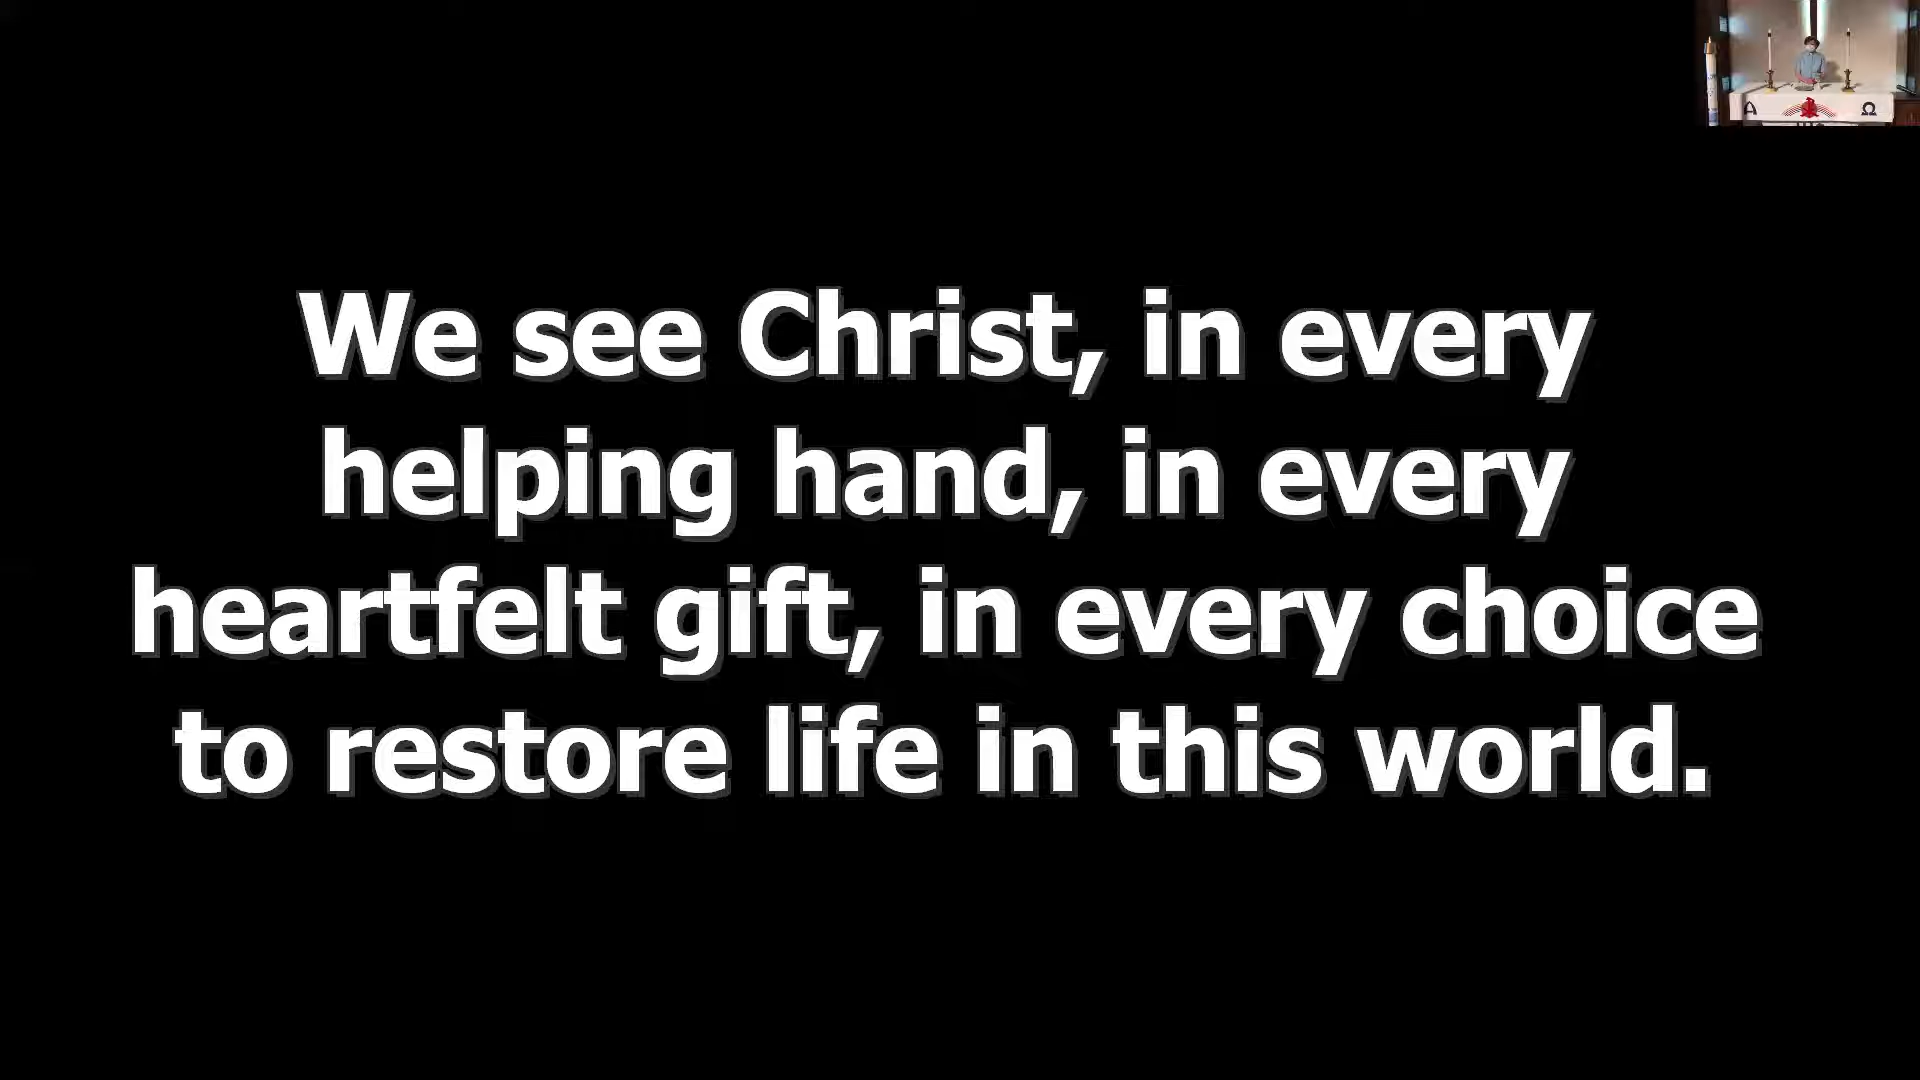 We see Christ, in every
helping hand, in every
heartfelt gift, in every choice
to restore life in this world.
Α Ω